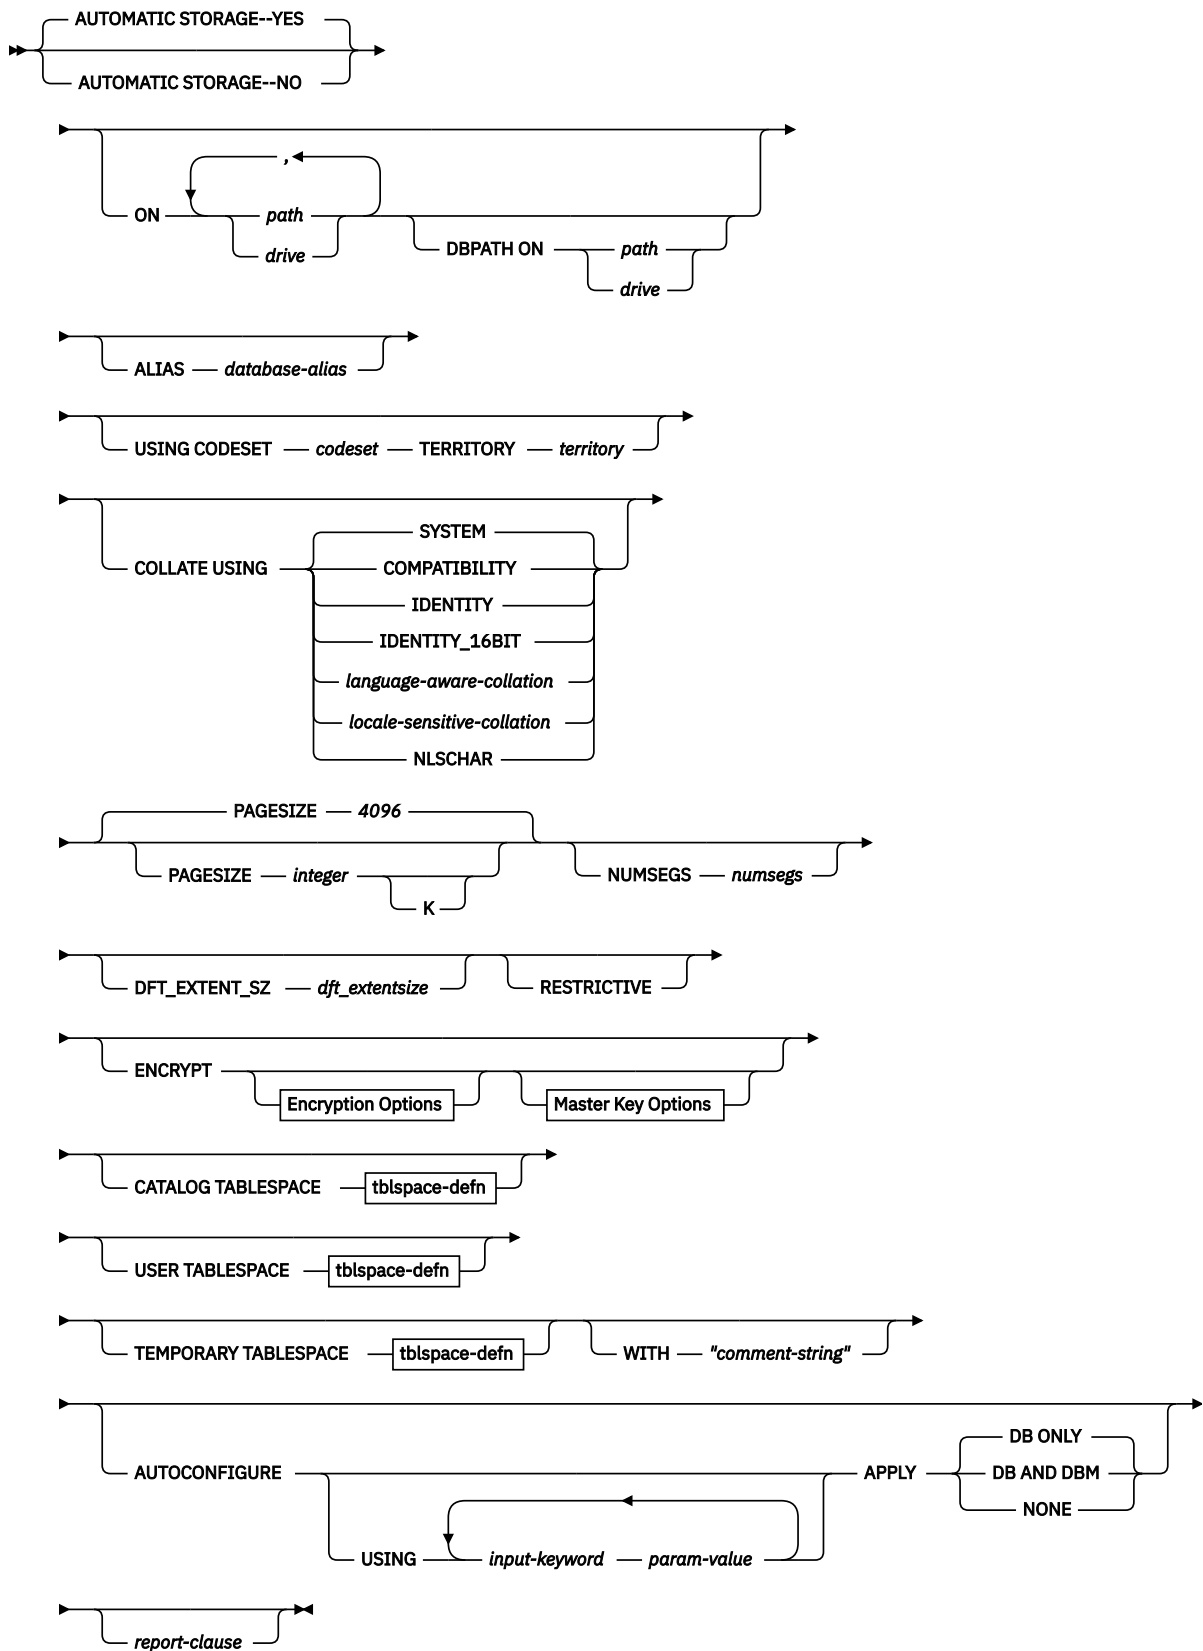 AUTOMATIC STORAGE--YES
AUTOMATIC STORAGE--NO
,
ON path
drive
DBPATH ON path
drive
ALIAS database-alias
USING CODESET codeset TERRITORY territory
COLLATE USING
SYSTEM
COMPATIBILITY
IDENTITY
IDENTITY_16BIT
language-aware-collation
locale-sensitive-collation
NLSCHAR
PAGESIZE 4096
PAGESIZE integer
K
NUMSEGS numsegs
DFT_EXTENT_SZ dft_extentsize RESTRICTIVE
ENCRYPT
Encryption Options Master Key Options
CATALOG TABLESPACE tblspace-defn
USER TABLESPACE tblspace-defn
TEMPORARY TABLESPACE tblspace-defn WITH "comment-string"
AUTOCONFIGURE
USING input-keyword param-value
APPLY
DB ONLY
DB AND DBM
NONE
report-clause